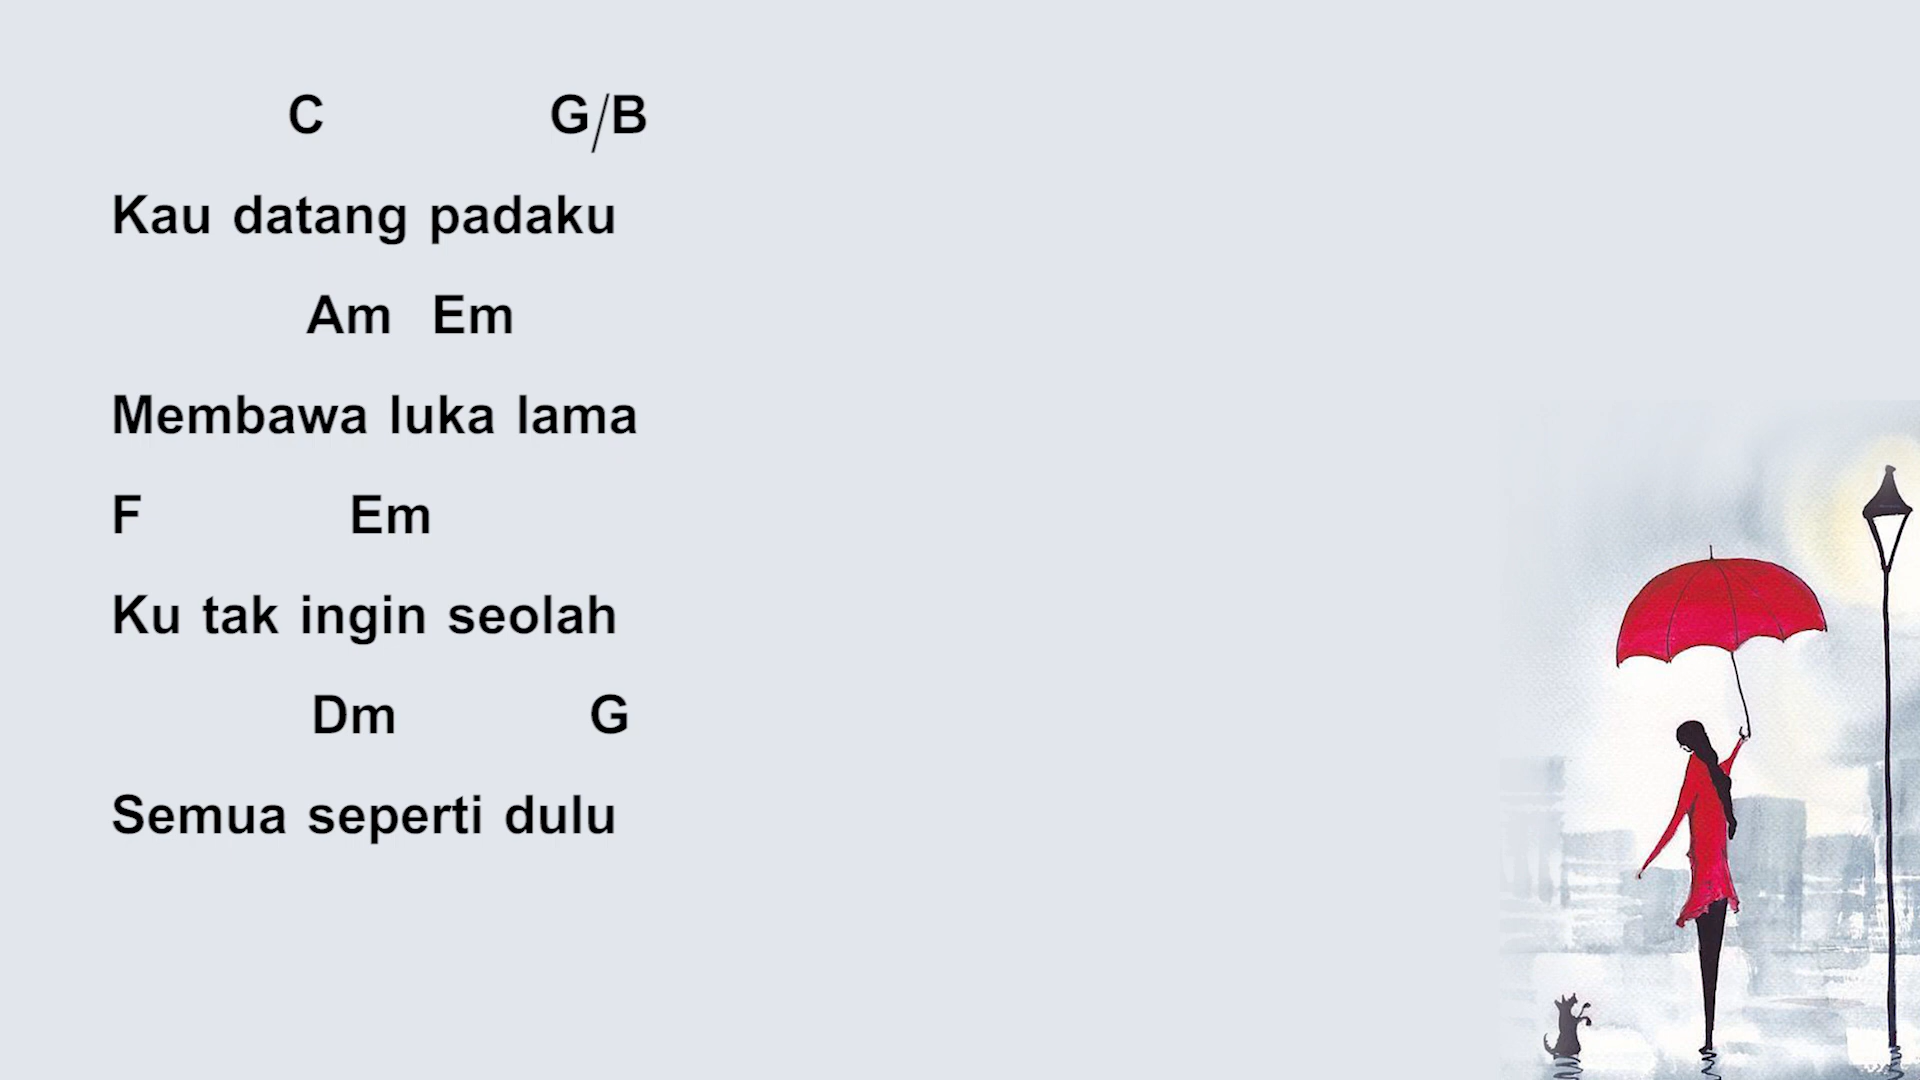 C G/B
Kau datang padaku
Am Em
Membawa luka lama
F Em
Ku tak ingin seolah
Dm G
Semua seperti dulu